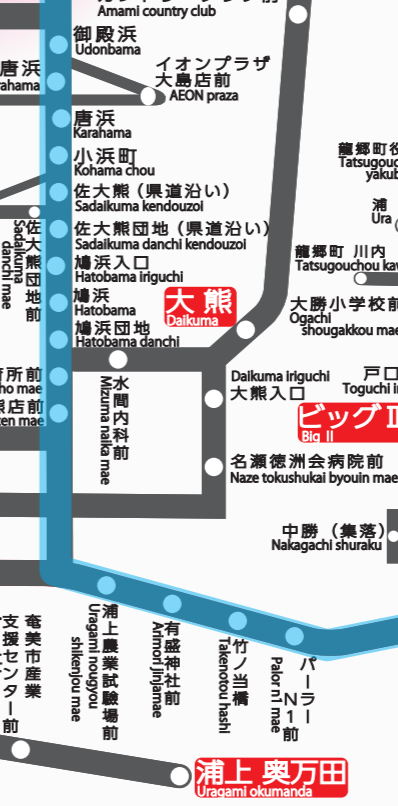 Amami country club
御殿浜
Udonbama
唐浜
イオンプラザ
大島店前
AEON praza
唐浜
Karahama
小浜町
Kohama chou
佐大熊（県道沿い）
Sadaikuma kendouzoi
佐大熊団地（県道沿い）
Sadaikuma danchi kendouzoi
鳩浜入口
Hatobama iriguchi
鳩浜
Hatobama
鳩浜団地
Hatobama danchi
佐大熊団地前
Sadaikuma
danchi mae
大熊
Daikuma
龍郷町
Tatsugou
浦
Ura
龍郷町 川内
Tatsugouchou
大勝小学校前
Ogachi
shougakkou mae
Daikuma iriguchi
大熊入口
戸口
Toguchi
ビッグⅡ
Big Ⅱ
水間内科前
Mizuma naika mae
名瀬徳洲会病院前
Naze tokushukai byouin mae
中勝（集落）
Nakagachi shuraku
浦上農業試験場前
Uragami nougyou
shikenjou mae
有盛神社前
Arimori jinjamae
竹ノ当橋
Takenotou hashi
パーラー
N1前
Palor n1 mae
奄美市産業
支援センター前
浦上 奥万田
Uragami okumanda